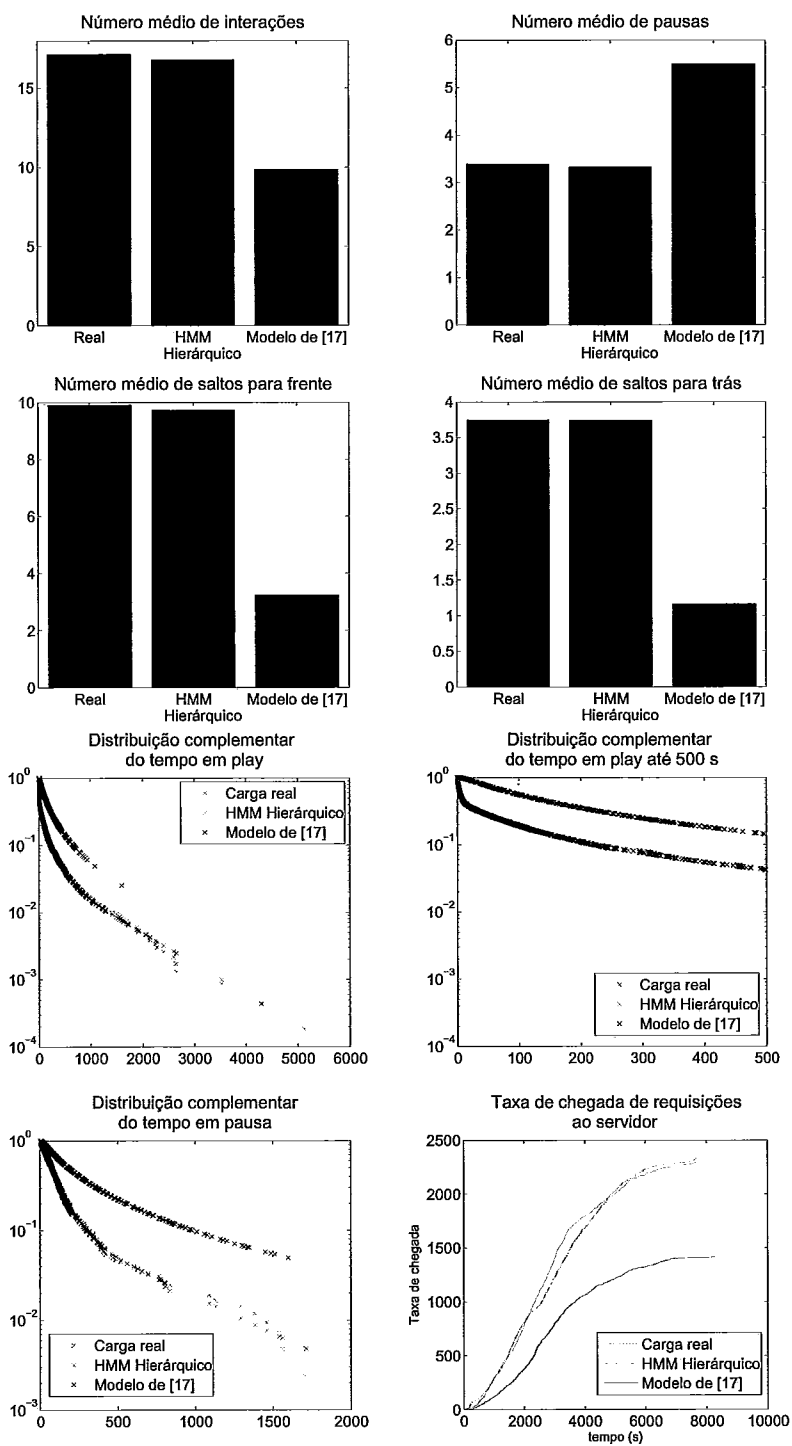 Número médio de interações
15
10
5
0
Real
HMM
Hierárquico
Modelo de [17]
Número médio de pausas
6
5
4
3
2
1
0
Real
HMM
Hierárquico
Modelo de [17]
Número médio de saltos para frente
10
8
6
4
2
0
Real
HMM
Hierárquico
Modelo de [17]
Número médio de saltos para trás
4
3.5
3
2.5
2
1.5
1
0.5
0
Real
HMM
Hierárquico
Modelo de [17]
Distribuição complementar
do tempo em play
10^0
10^-1
10^-2
10^-3
10^-4
0 1000 2000 3000 4000 5000 6000
Carga real
HMM Hierárquico
Modelo de [17]
Distribuição complementar
do tempo em play até 500 s
10^0
10^-1
10^-2
10^-3
10^-4
0 100 200 300 400 500
Carga real
HMM Hierárquico
Modelo de [17]
Distribuição complementar
do tempo em pausa
10^0
10^-1
10^-2
10^-3
0 500 1000 1500 2000
Carga real
HMM Hierárquico
Modelo de [17]
Taxa de chegada de requisições
ao servidor
Taxa de chegada
2500
2000
1500
1000
500
0
0 2000 4000 6000 8000 10000
tempo (s)
Carga real
HMM Hierárquico
Modelo de [17]